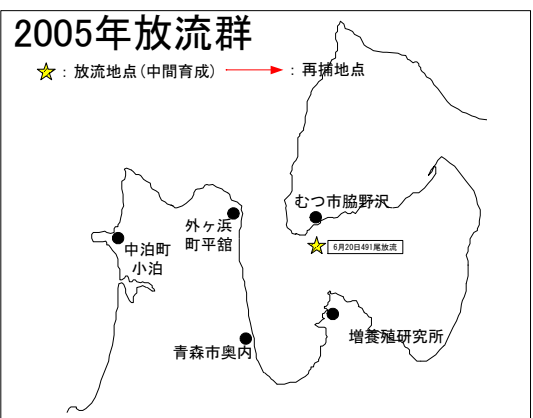 2005年放流群
☆：放流地点(中間育成) → ：再捕地点
むつ市脇野沢
外ヶ浜
町平舘
6月20日491尾放流
中泊町
小泊
増養殖研究所
青森市奥内